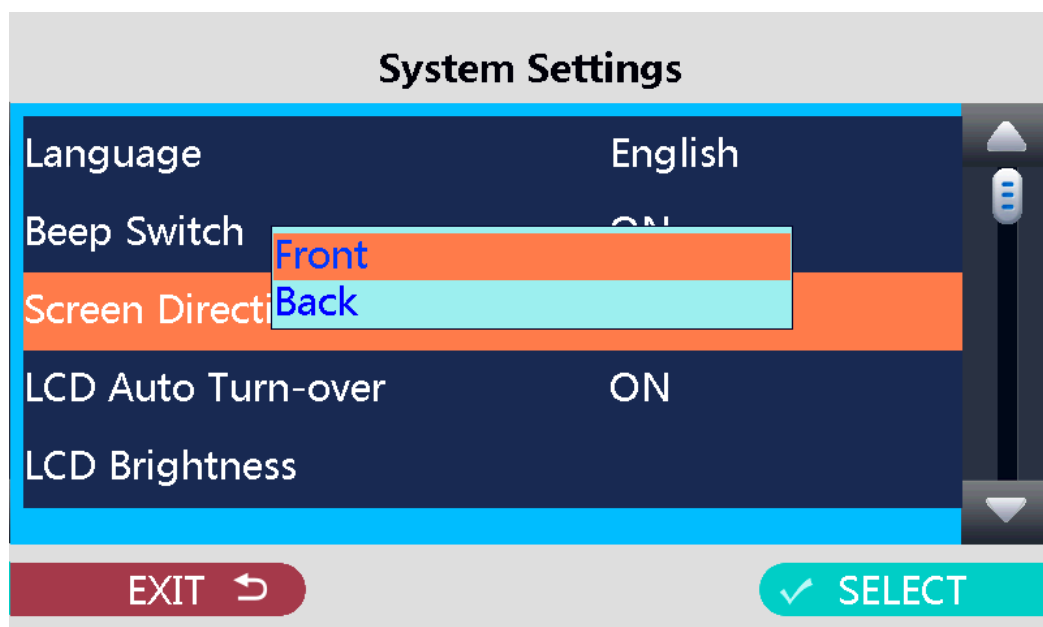 System Settings
Language English
Beep Switch
Front
Screen Directi Back
LCD Auto Turn-over ON
LCD Brightness
EXIT SELECT